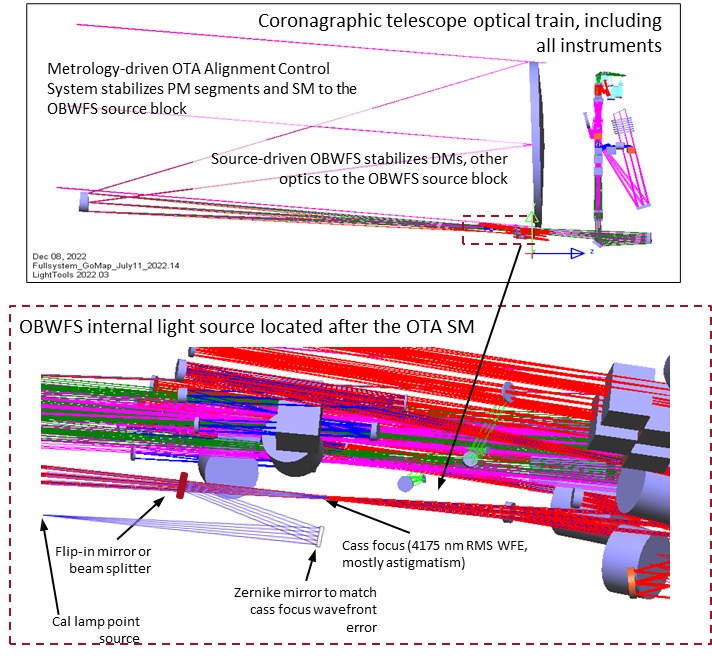 Coronagraphic telescope optical train, including
all instruments
Metrology-driven OTA Alignment Control
System stabilizes PM segments and SM to the
OBWFS source block
Source-driven OBWFS stabilizes DMs, other
optics to the OBWFS source block
z
Dec 08, 2022
Fullsystem_GoMap_July11_2022.14
LightTools 2022.03
OBWFS internal light source located after the OTA SM
Flip-in mirror or
beam splitter
Cass focus (4175 nm RMS WFE,
mostly astigmatism)
Zernike mirror to match
cass focus wavefront
error
Cal lamp point
source